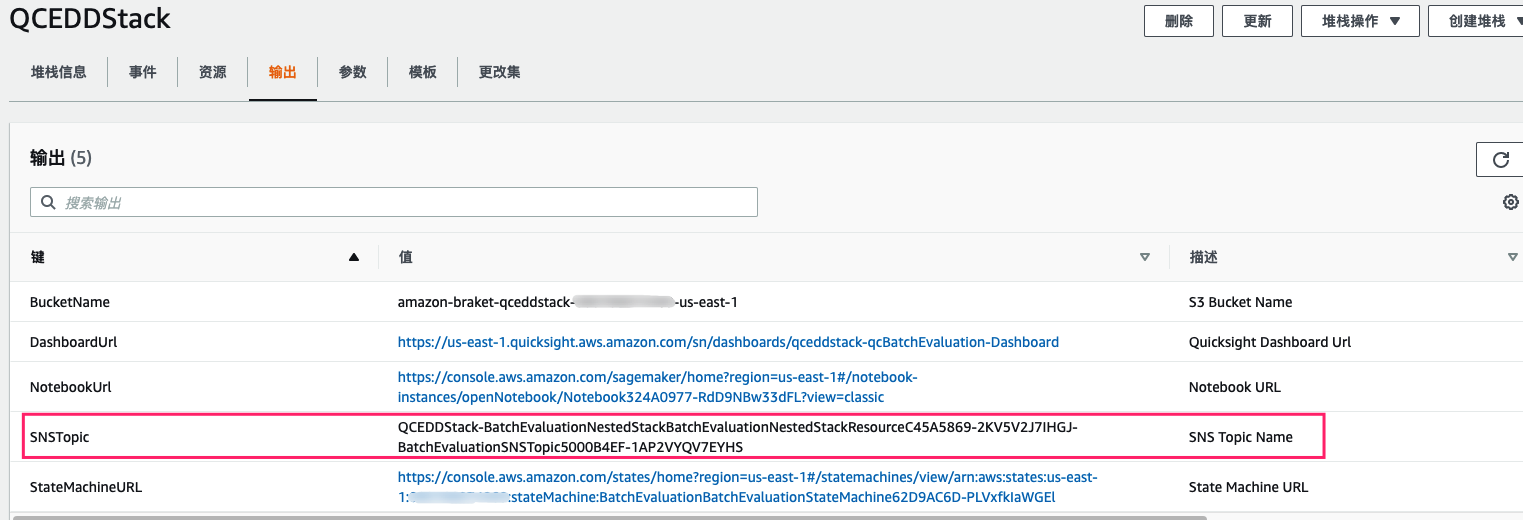 QCEDDStack
删除 更新 堆栈操作 创建堆栈
堆栈信息 事件 资源 输出 参数 模板 更改集
输出 (5)
搜索输出
键 值 描述
BucketName amazon-braket-qceddstack- -us-east-1 S3 Bucket Name
DashboardUrl https://us-east-1.quicksight.aws.amazon.com/sn/dashboards/qceddstack-qcBatchEvaluation-Dashboard Quicksight Dashboard Url
NotebookUrl https://console.aws.amazon.com/sagemaker/home?region=us-east-1#/notebook- Notebook URL
instances/openNotebook/Notebook324A0977-RdD9NBw33dFL?view=classic
SNSTopic QCEDDStack-BatchEvaluationNestedStackBatchEvaluationNestedStackResourceC45A5869-2KV5V2J7IHGJ- SNS Topic Name
BatchEvaluationSNSTopic5000B4EF-1AP2VYQV7EYHS
StateMachineURL https://console.aws.amazon.com/states/home?region=us-east-1#/statemachines/view/arn:aws:states:us-east- State Machine URL
1: :stateMachine:BatchEvaluationBatchEvaluationStateMachine62D9AC6D-PLVxfkIaWGEl